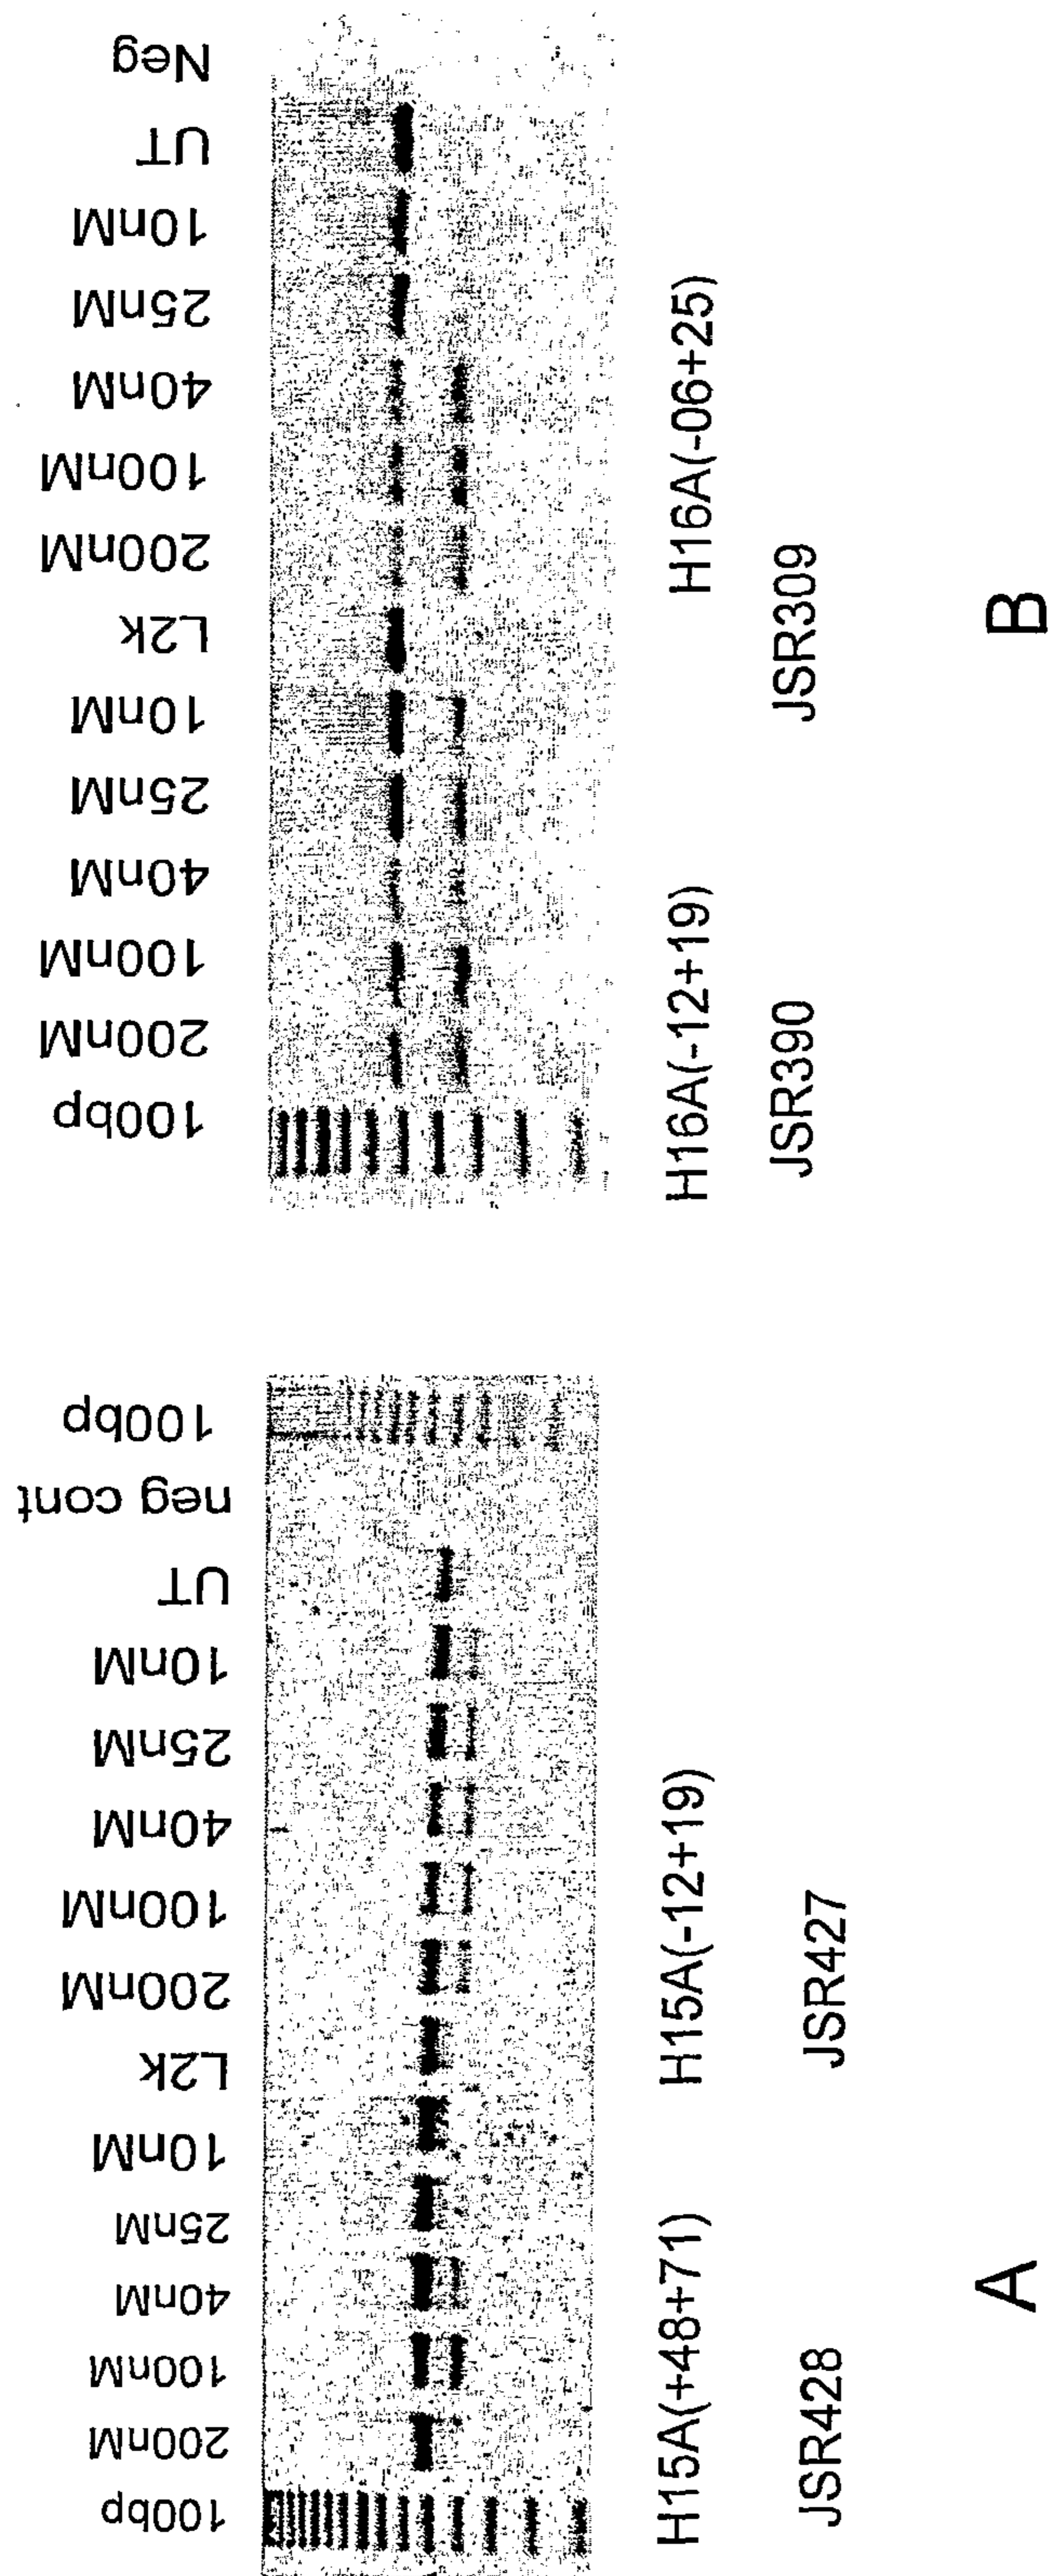 100bp
200nM
100nM
40nM
25nM
10nM
L2k
200nM
100nM
40nM
25nM
10nM
UT
neg cont
100bp
H15A(+48+71)
H15A(-12+19)
JSR428
JSR427
A
100bp
200nM
100nM
40nM
25nM
10nM
L2k
200nM
100nM
40nM
25nM
10nM
UT
Neg
H16A(-12+19)
H16A(-06+25)
JSR390
JSR309
B